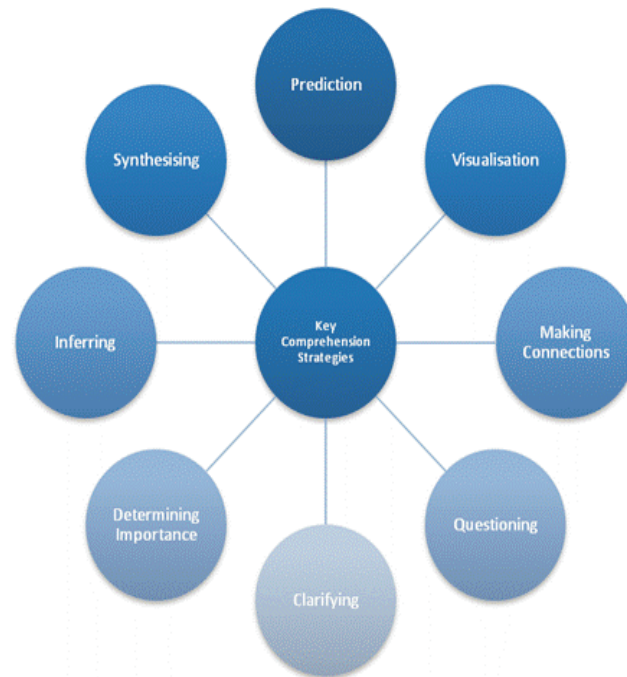 Prediction
Synthesising
Visualisation
Inferring
Key
Comprehension
Strategies
Making
Connections
Determining
Importance
Questioning
Clarifying